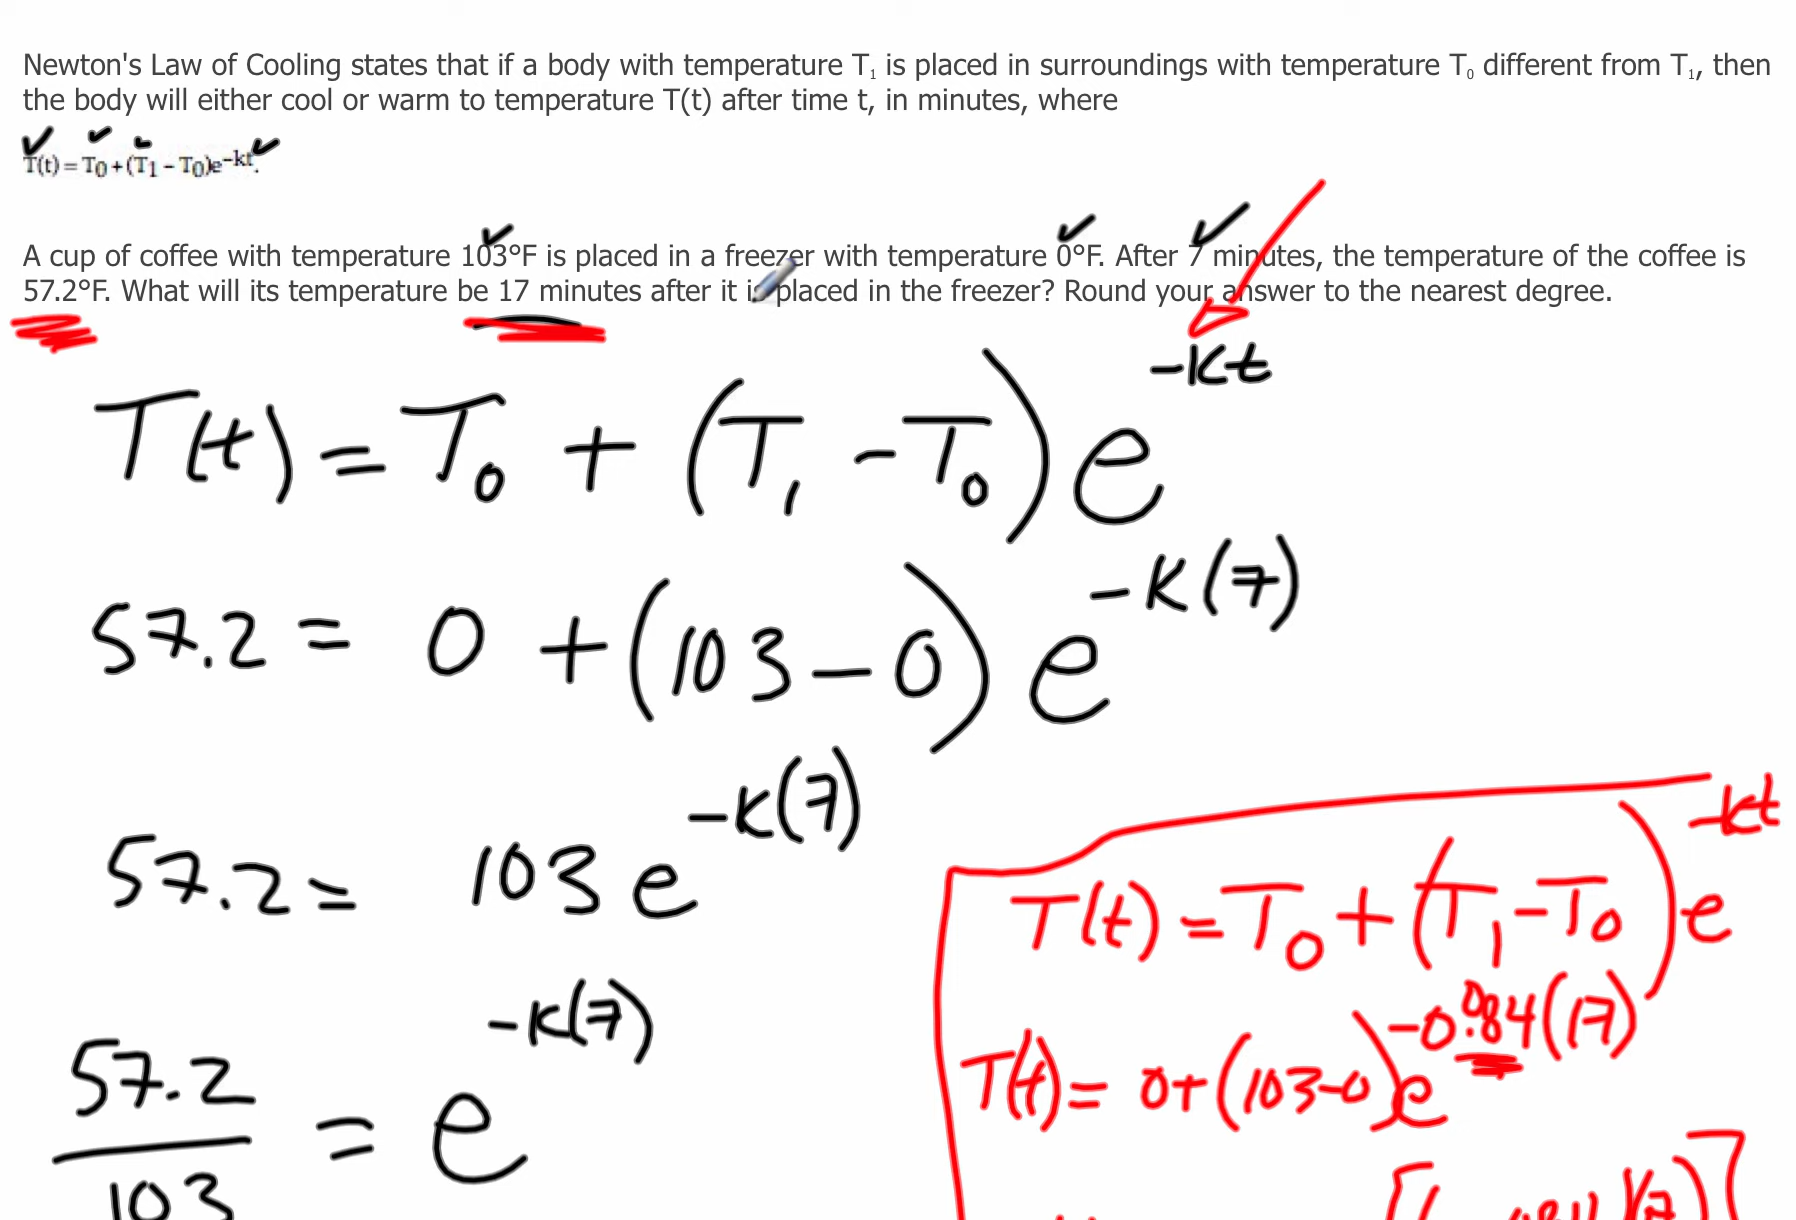 Newton's Law of Cooling states that if a body with temperature T₁ is placed in surroundings with temperature T₀ different from T₁, then
the body will either cool or warm to temperature T(t) after time t, in minutes, where
T(t) = T₀ + (T₁ − T₀)e^−kt.
A cup of coffee with temperature 103°F is placed in a freezer with temperature 0°F. After 7 minutes, the temperature of the coffee is
57.2°F. What will its temperature be 17 minutes after it is placed in the freezer? Round your answer to the nearest degree.
T(t) = T₀ + (T₁ − T₀)e^−kt
57.2 = 0 + (103 − 0)e^−k(7)
57.2 = 103e^−k(7)
57.2/103 = e^−k(7)
T(t) = T₀ + (T₁ − T₀)e^−kt
T(t) = 0 + (103 − 0)e^−0.084(17)